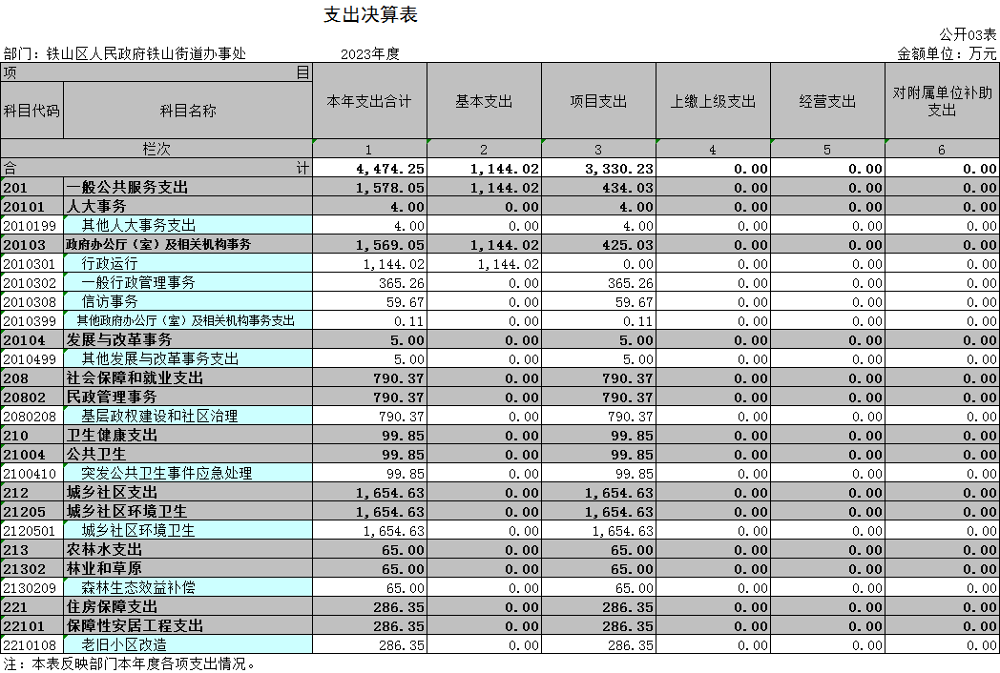 支出决算表
公开03表
部门：铁山区人民政府铁山街道办事处 2023年度 金额单位：万元
项 目 本年支出合计 基本支出 项目支出 上缴上级支出 经营支出 对附属单位补助支出
科目代码 科目名称
栏次 1 2 3 4 5 6
合 计 4,474.25 1,144.02 3,330.23 0.00 0.00 0.00
201 一般公共服务支出 1,578.05 1,144.02 434.03 0.00 0.00 0.00
20101 人大事务 4.00 0.00 4.00 0.00 0.00 0.00
2010199 其他人大事务支出 4.00 0.00 4.00 0.00 0.00 0.00
20103 政府办公厅（室）及相关机构事务 1,569.05 1,144.02 425.03 0.00 0.00 0.00
2010301 行政运行 1,144.02 1,144.02 0.00 0.00 0.00 0.00
2010302 一般行政管理事务 365.26 0.00 365.26 0.00 0.00 0.00
2010308 信访事务 59.67 0.00 59.67 0.00 0.00 0.00
2010399 其他政府办公厅（室）及相关机构事务支出 0.11 0.00 0.11 0.00 0.00 0.00
20104 发展与改革事务 5.00 0.00 5.00 0.00 0.00 0.00
2010499 其他发展与改革事务支出 5.00 0.00 5.00 0.00 0.00 0.00
208 社会保障和就业支出 790.37 0.00 790.37 0.00 0.00 0.00
20802 民政管理事务 790.37 0.00 790.37 0.00 0.00 0.00
2080208 基层政权建设和社区治理 790.37 0.00 790.37 0.00 0.00 0.00
210 卫生健康支出 99.85 0.00 99.85 0.00 0.00 0.00
21004 公共卫生 99.85 0.00 99.85 0.00 0.00 0.00
2100410 突发公共卫生事件应急处理 99.85 0.00 99.85 0.00 0.00 0.00
212 城乡社区支出 1,654.63 0.00 1,654.63 0.00 0.00 0.00
21205 城乡社区环境卫生 1,654.63 0.00 1,654.63 0.00 0.00 0.00
2120501 城乡社区环境卫生 1,654.63 0.00 1,654.63 0.00 0.00 0.00
213 农林水支出 65.00 0.00 65.00 0.00 0.00 0.00
21302 林业和草原 65.00 0.00 65.00 0.00 0.00 0.00
2130209 森林生态效益补偿 65.00 0.00 65.00 0.00 0.00 0.00
221 住房保障支出 286.35 0.00 286.35 0.00 0.00 0.00
22101 保障性安居工程支出 286.35 0.00 286.35 0.00 0.00 0.00
2210108 老旧小区改造 286.35 0.00 286.35 0.00 0.00 0.00
注：本表反映部门本年度各项支出情况。